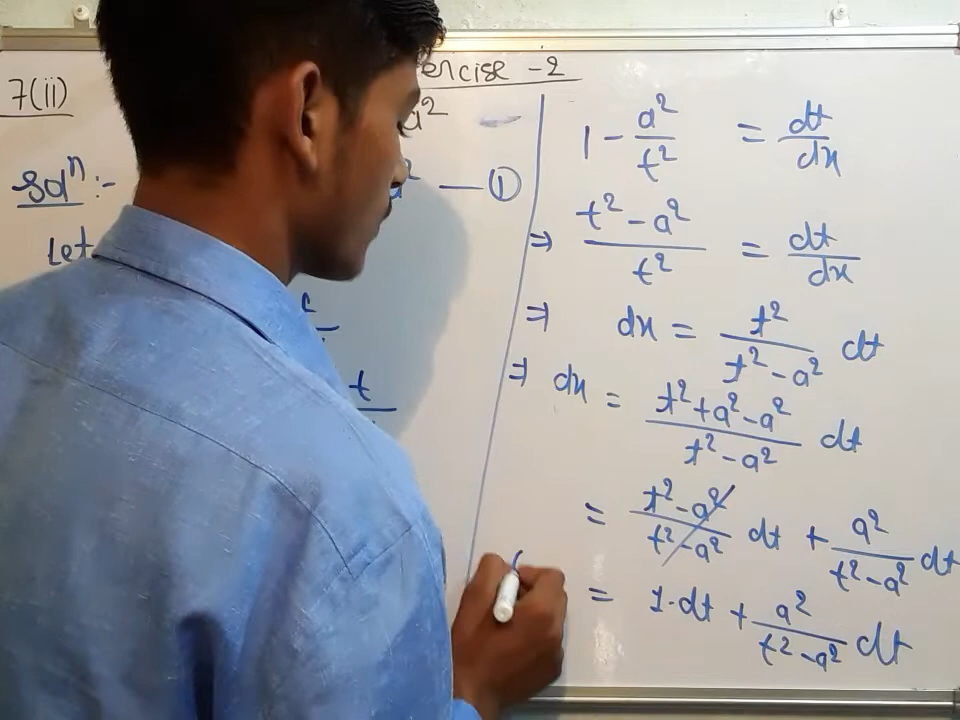 ercise -2
7(ii)
a²
Solⁿ:- ² — ①
Let
t
1 - a²/t² = dt/dx
⇒ (t² - a²)/t² = dt/dx
⇒ dx = t²/(t² - a²) dt
⇒ dx = (t² + a² - a²)/(t² - a²) dt
= (t² - a²)/(t² - a²) dt + a²/(t² - a²) dt
= 1·dt + a²/(t² - a²) dt